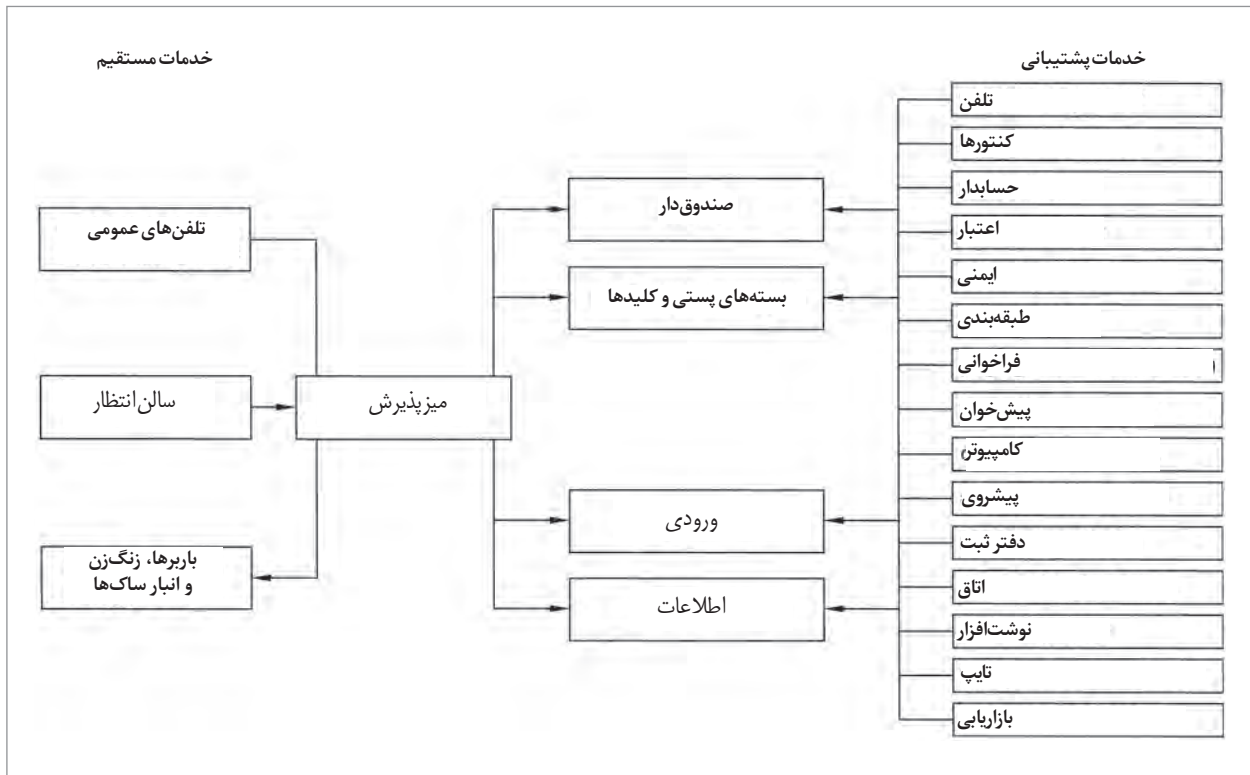 خدمات پشتیبانی
خدمات مستقیم
تلفن
کنتورها
حسابدار
اعتبار
ایمنی
طبقه‌بندی
فراخوانی
پیش‌خوان
کامپیوتر
پیشروی
دفتر ثبت
اتاق
نوشت‌افزار
تایپ
بازاریابی
صندوق‌دار
بسته‌های پستی و کلیدها
ورودی
اطلاعات
میز پذیرش
تلفن‌های عمومی
سالن انتظار
باربرها، زنگ‌زن
و انبار ساک‌ها